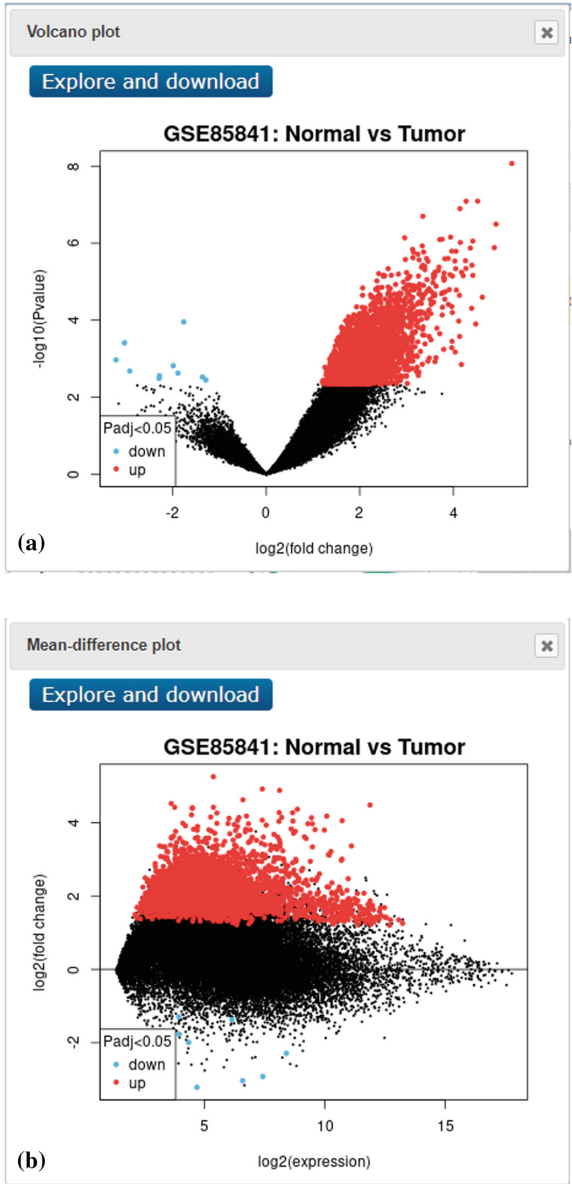 Volcano plot
Explore and download
GSE85841: Normal vs Tumor
8
6
4
2
0
-log10(Pvalue)
Padj<0.05
down
up
-2 0 2 4
log2(fold change)
(a)
Mean-difference plot
Explore and download
GSE85841: Normal vs Tumor
4
2
0
-2
log2(fold change)
Padj<0.05
down
up
5 10 15
log2(expression)
(b)